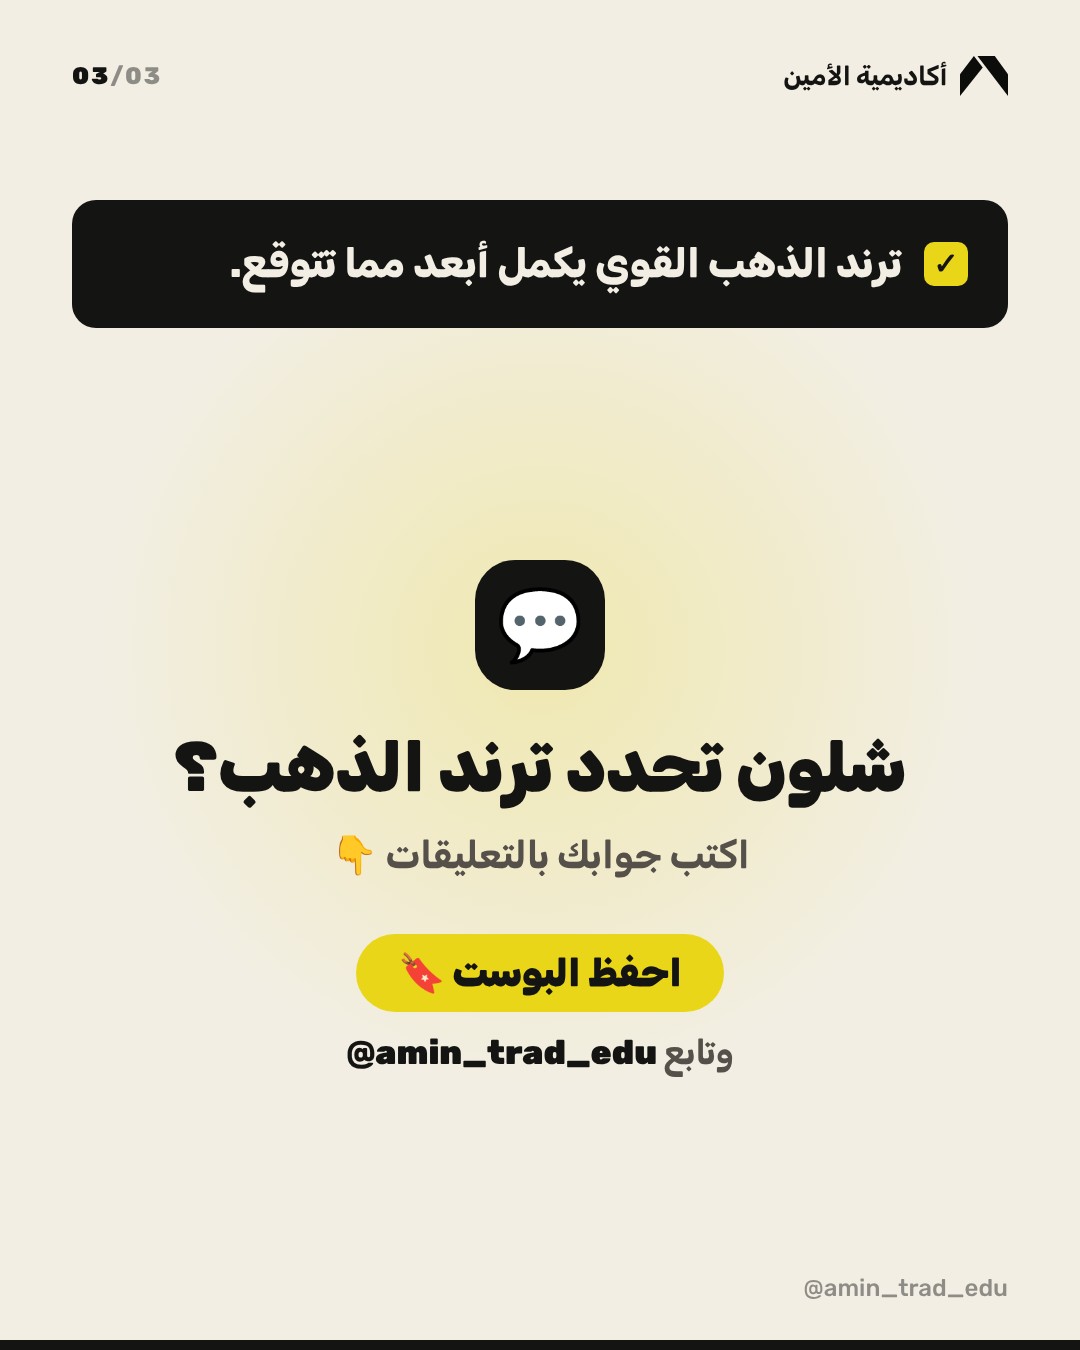 أكاديمية الأمين
03/03
✓ ترند الذهب القوي يكمل أبعد مما تتوقع.
شلون تحدد ترند الذهب؟
اكتب جوابك بالتعليقات 👇
احفظ البوست 🔖
وتابع @amin_trad_edu
@amin_trad_edu